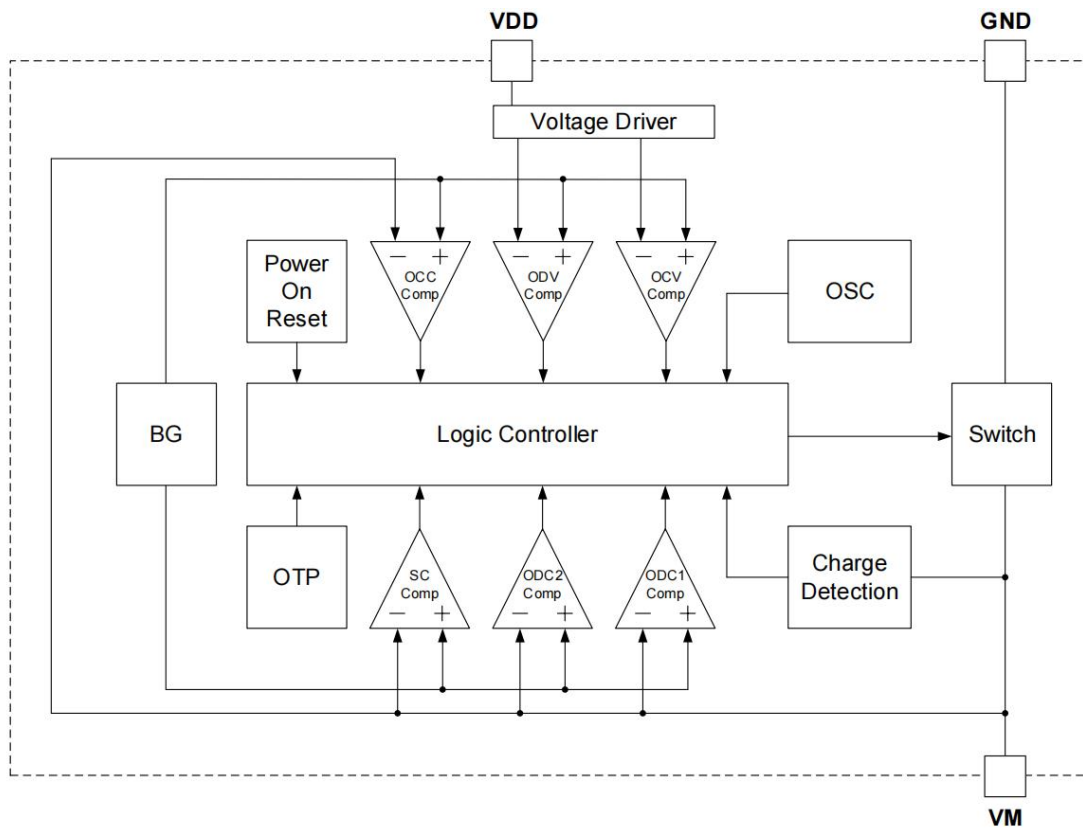 VDD
GND
Voltage Driver
Power
On
Reset
− +
OCC
Comp
− +
ODV
Comp
− +
OCV
Comp
OSC
BG
Logic Controller
Switch
OTP
SC
Comp
− +
ODC2
Comp
− +
ODC1
Comp
− +
Charge
Detection
VM